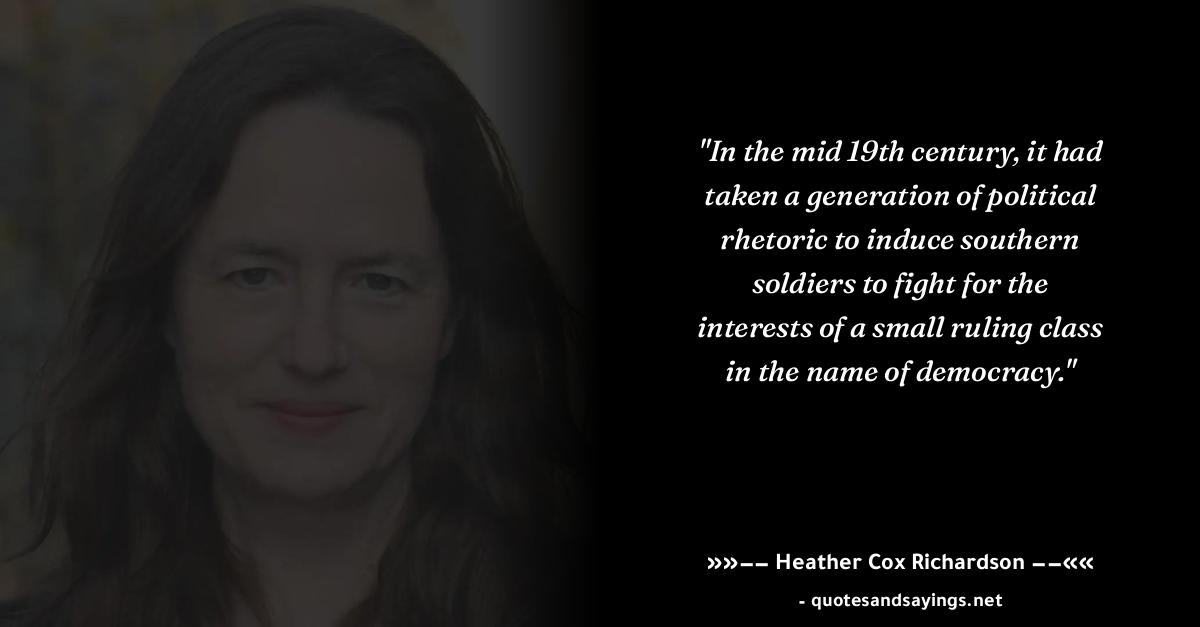 "In the mid 19th century, it had
taken a generation of political
rhetoric to induce southern
soldiers to fight for the
interests of a small ruling class
in the name of democracy."
»»−− Heather Cox Richardson −−««
- quotesandsayings.net